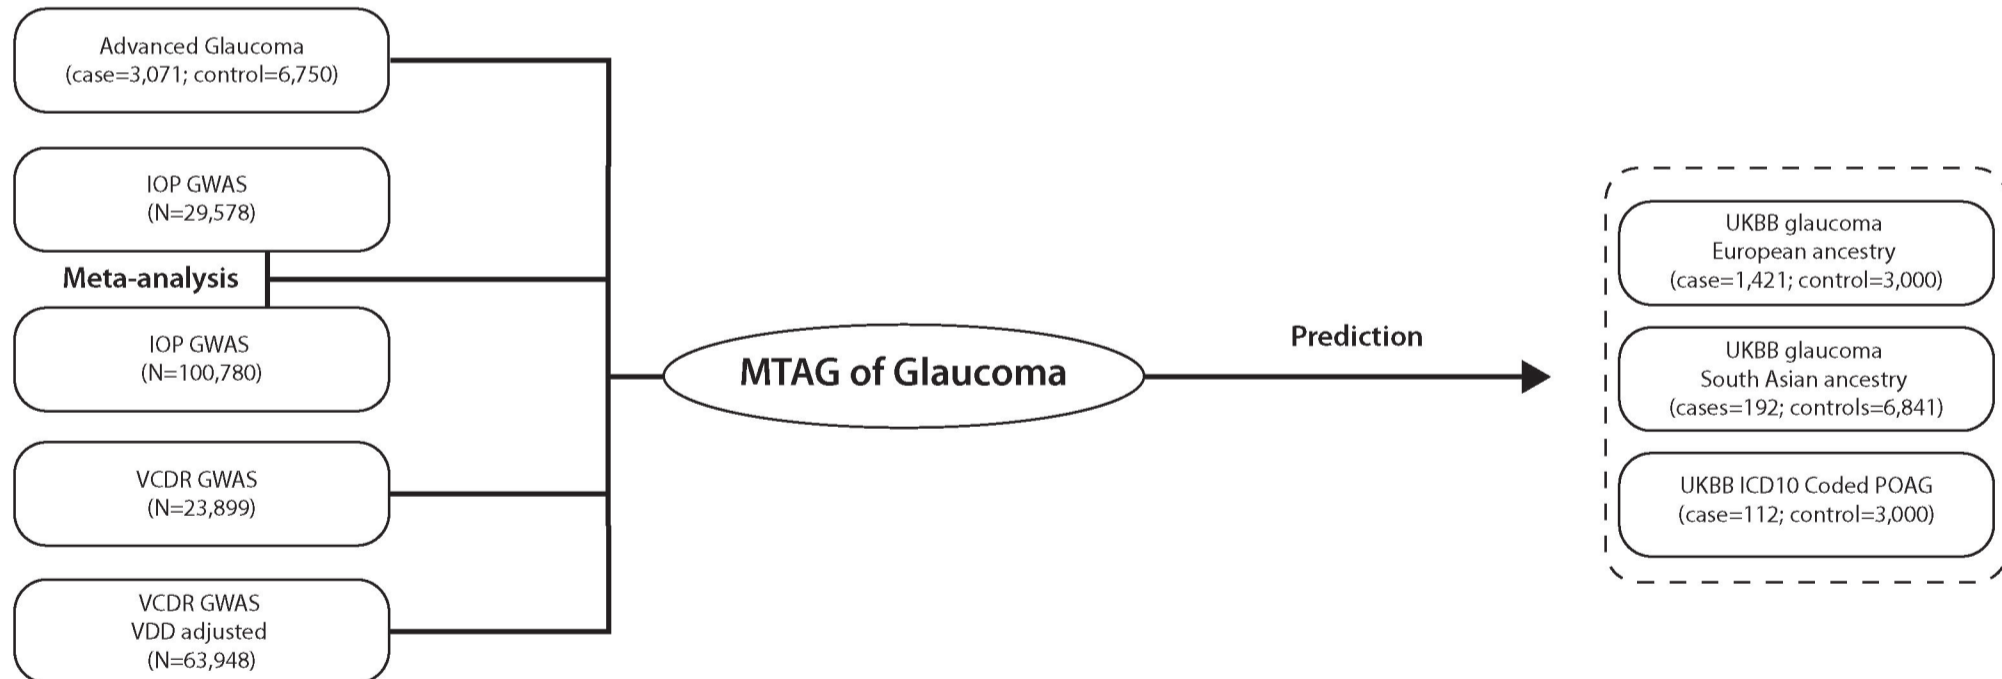 Advanced Glaucoma
(case=3,071; control=6,750)
IOP GWAS
(N=29,578)
Meta-analysis
IOP GWAS
(N=100,780)
VCDR GWAS
(N=23,899)
VCDR GWAS
VDD adjusted
(N=63,948)
MTAG of Glaucoma
Prediction
UKBB glaucoma
European ancestry
(case=1,421; control=3,000)
UKBB glaucoma
South Asian ancestry
(cases=192; controls=6,841)
UKBB ICD10 Coded POAG
(case=112; control=3,000)